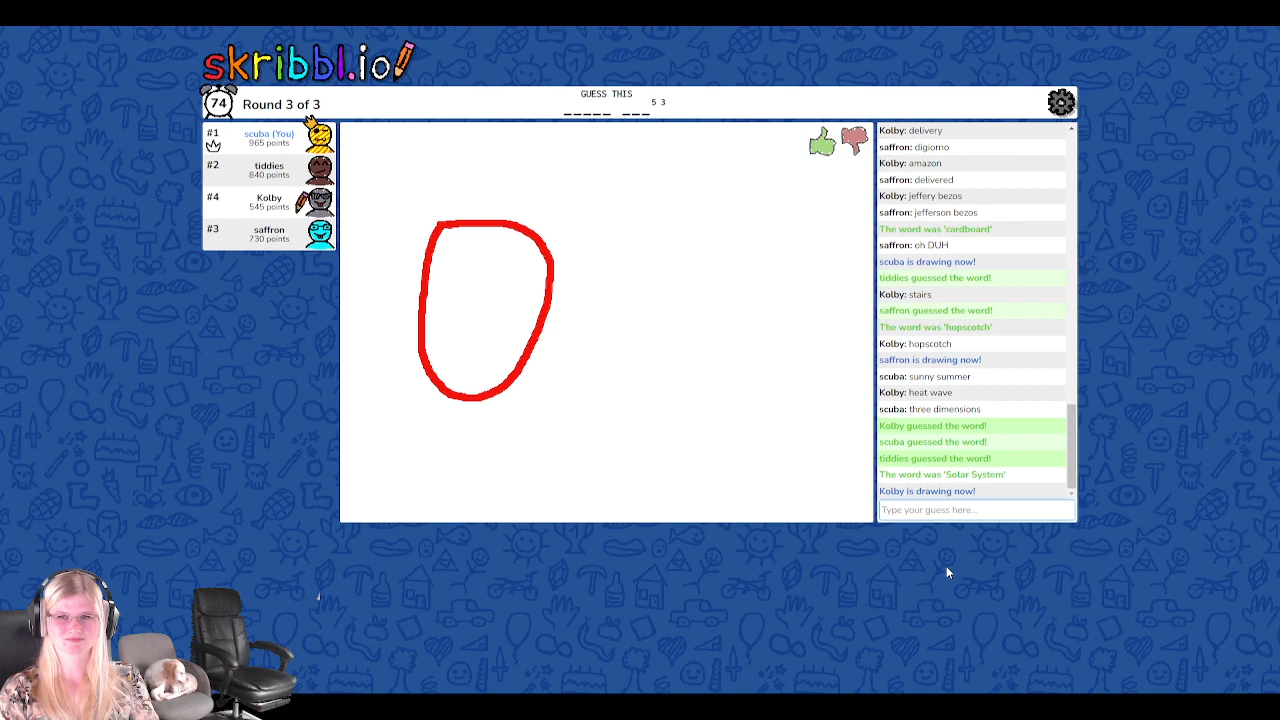 skribbl.io
74
Round 3 of 3
GUESS THIS
_____ ___ 5 3
#1 scuba (You)
965 points
#2 tiddies
840 points
#4 Kolby
545 points
#3 saffron
730 points
Kolby: delivery
saffron: digiorno
Kolby: amazon
saffron: delivered
Kolby: jeffery bezos
saffron: jefferson bezos
The word was 'cardboard'
saffron: oh DUH
scuba is drawing now!
tiddies guessed the word!
Kolby: stairs
saffron guessed the word!
The word was 'hopscotch'
Kolby: hopscotch
saffron is drawing now!
scuba: sunny summer
Kolby: heat wave
scuba: three dimensions
Kolby guessed the word!
scuba guessed the word!
tiddies guessed the word!
The word was 'Solar System'
Kolby is drawing now!
Type your guess here...